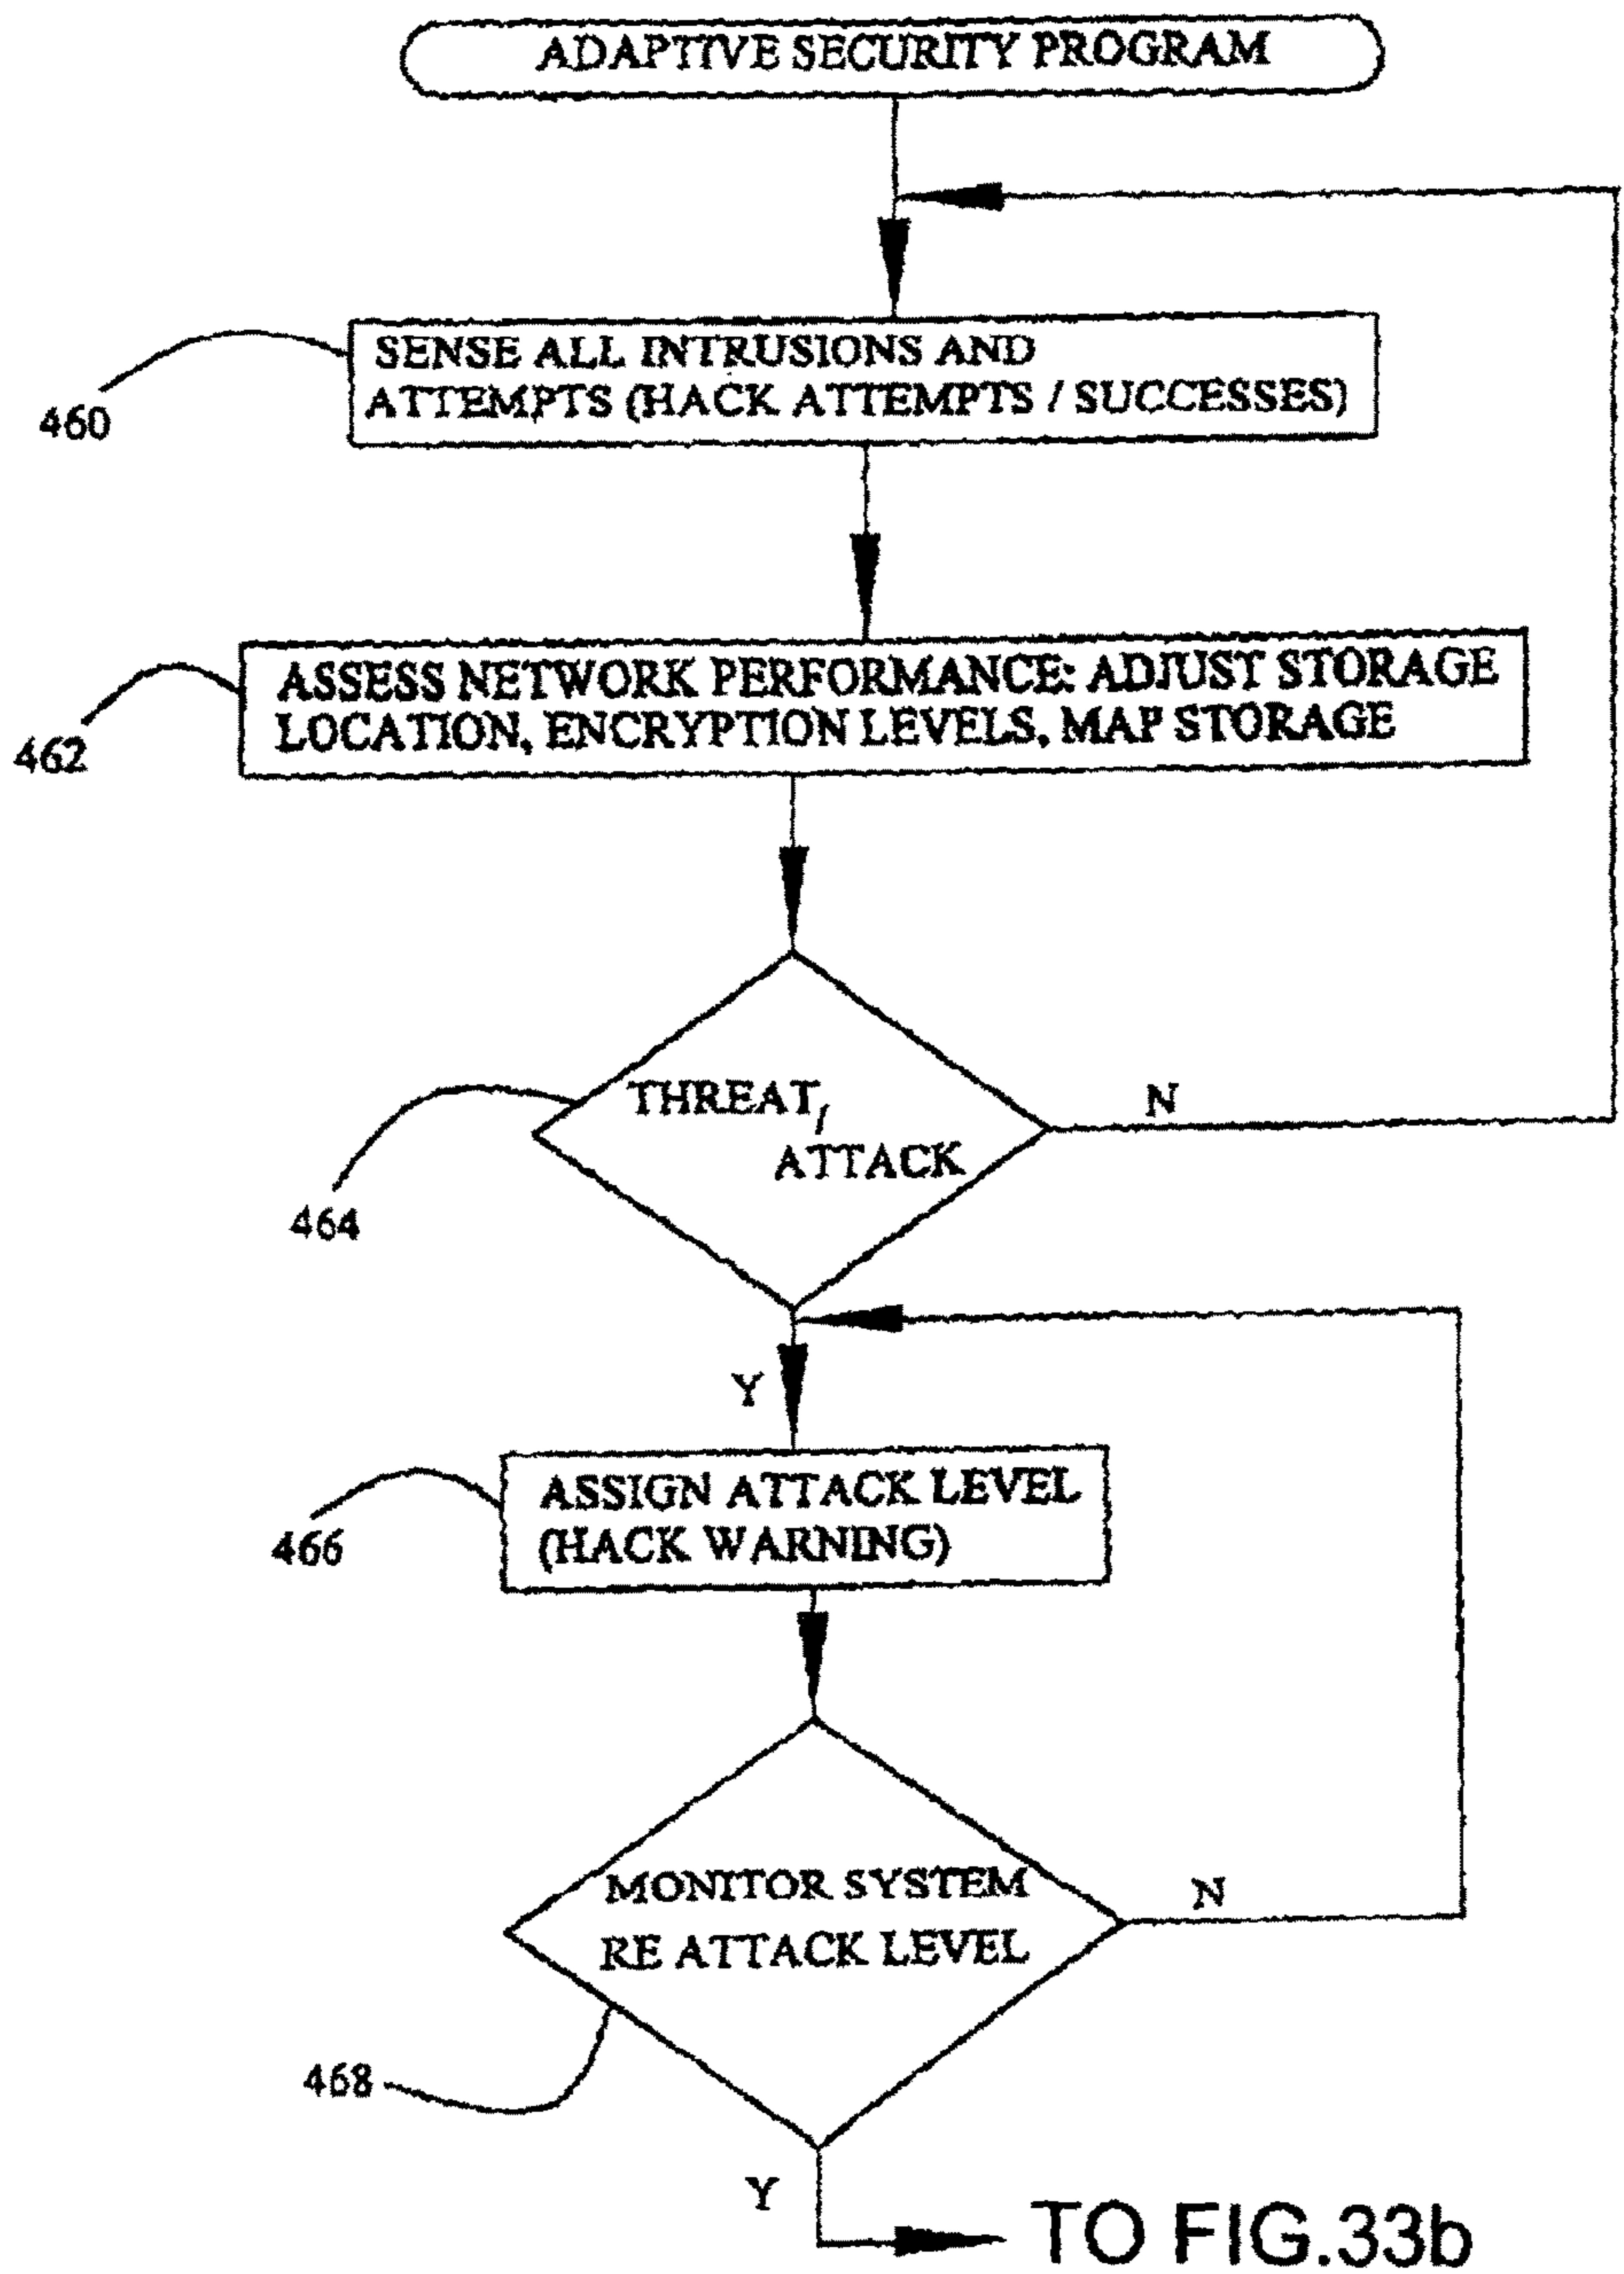 ADAPTIVE SECURITY PROGRAM
SENSE ALL INTRUSIONS AND
ATTEMPTS (HACK ATTEMPTS / SUCCESSES)
460
ASSESS NETWORK PERFORMANCE: ADJUST STORAGE
LOCATION, ENCRYPTION LEVELS, MAP STORAGE
462
THREAT/
ATTACK
N
464
Y
ASSIGN ATTACK LEVEL
(HACK WARNING)
466
MONITOR SYSTEM
RE ATTACK LEVEL
N
468
Y
TO FIG.33b